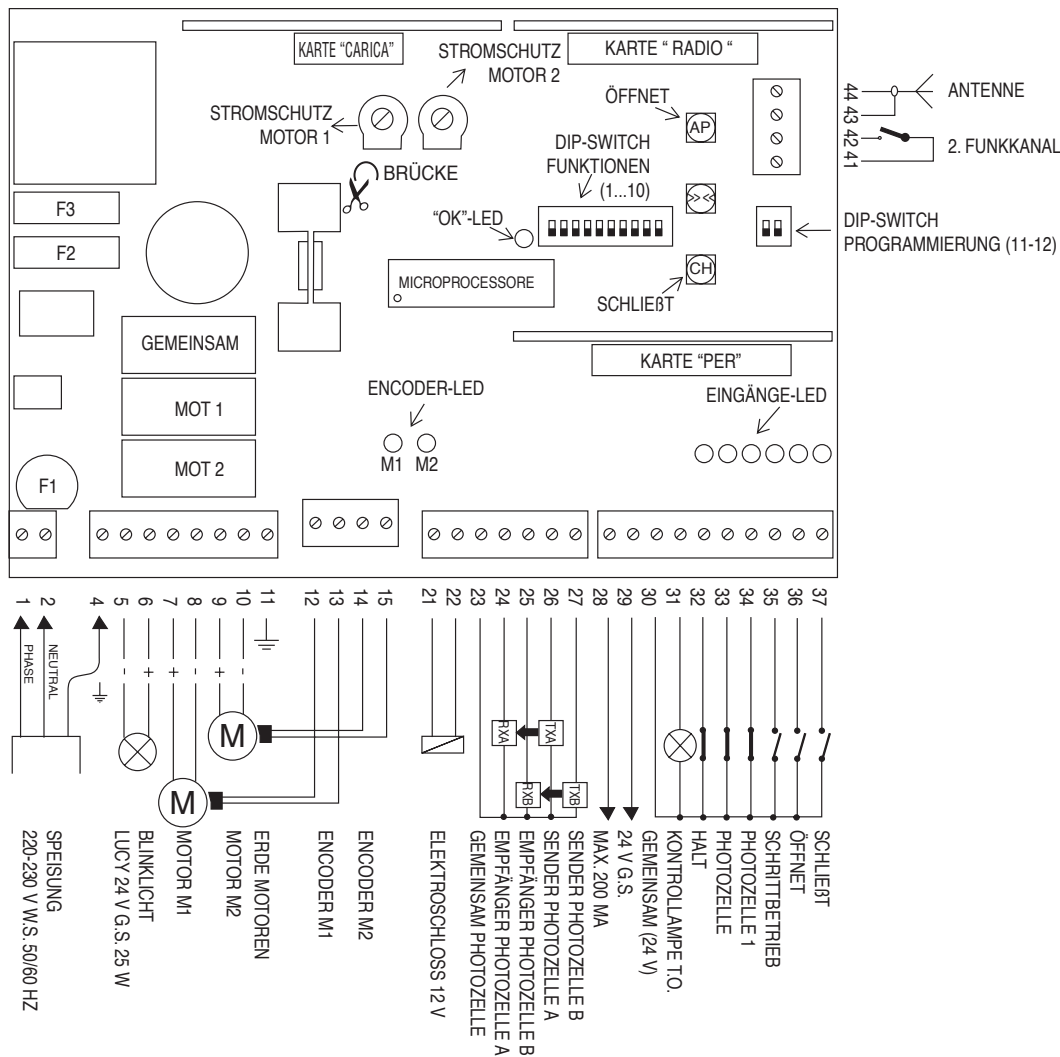 KARTE "CARICA"
STROMSCHUTZ
MOTOR 2
KARTE " RADIO "
STROMSCHUTZ
MOTOR 1
ÖFFNET
AP
44
43
42
41
ANTENNE
2. FUNKKANAL
BRÜCKE
DIP-SWITCH
FUNKTIONEN
(1...10)
"OK"-LED
>> <<
DIP-SWITCH
PROGRAMMIERUNG (11-12)
F3
F2
MICROPROCESSORE
CH
SCHLIEßT
GEMEINSAM
MOT 1
MOT 2
F1
KARTE "PER"
ENCODER-LED
M1 M2
EINGÄNGE-LED
1 2 4 5 6 7 8 9 10 11 12 13 14 15 21 22 23 24 25 26 27 28 29 30 31 32 33 34 35 36 37
PHASE
NEUTRAL
- + + - + -
M
M
RXA
TXA
RXB
TXB
SPEISUNG
220-230 V W.S. 50/60 HZ
BLINKLICHT
LUCY 24 V G.S. 25 W
MOTOR M1
MOTOR M2
ERDE MOTOREN
ENCODER M1
ENCODER M2
ELEKTROSCHLOSS 12 V
GEMEINSAM PHOTOZELLE
EMPFÄNGER PHOTOZELLE A
EMPFÄNGER PHOTOZELLE B
SENDER PHOTOZELLE A
SENDER PHOTOZELLE B
MAX. 200 MA
24 V G.S.
GEMEINSAM (24 V)
KONTROLLAMPE T.O.
HALT
PHOTOZELLE
PHOTOZELLE 1
SCHRITTBETRIEB
ÖFFNET
SCHLIEßT